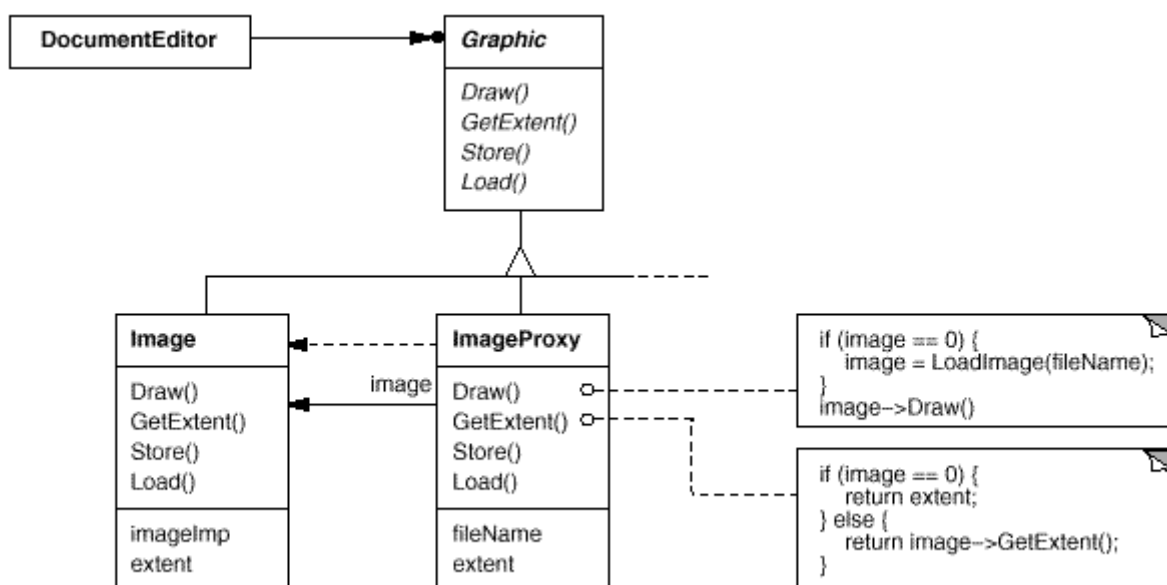 DocumentEditor
Graphic
Draw()
GetExtent()
Store()
Load()
Image
Draw()
GetExtent()
Store()
Load()
imageImp
extent
image
ImageProxy
Draw()
GetExtent()
Store()
Load()
fileName
extent
if (image == 0) {
image = LoadImage(fileName);
}
image->Draw()
if (image == 0) {
return extent;
} else {
return image->GetExtent();
}